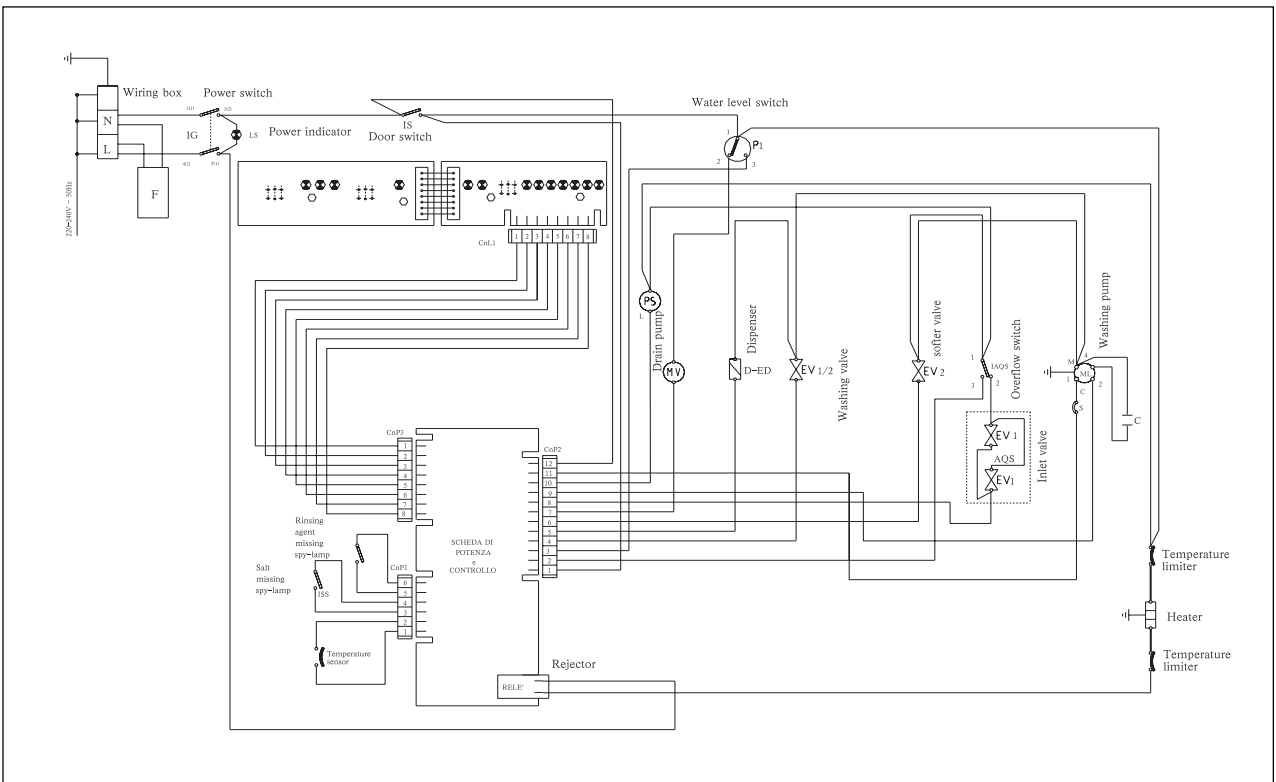 Wiring box
Power switch
Water level switch
N
L
IG
LS
Power indicator
IS
Door switch
1
P1
2
3
F
220-240V - 50Hz
CnL1
1 2 3 4 5 6 7 8
PS
L
Drain pump
MV
Dispenser
D-ED
EV 1/2
Washing valve
EV 2
softer valve
1
IAQS
3
2
Overflow switch
EV 1
AQS
EV1
Inlet valve
Washing pump
M
4
ML
1
2
C
S
C
CnP3
1
2
3
4
5
6
7
8
CnP2
12
11
10
9
8
7
6
5
4
3
2
1
SCHEDA DI
POTENZA
e
CONTROLLO
Rinsing
agent
missing
spy-lamp
Salt
missing
spy-lamp
ISS
CnP1
6
5
4
3
2
1
Temperature
sensor
Rejector
RELE'
Temperature
limiter
Heater
Temperature
limiter